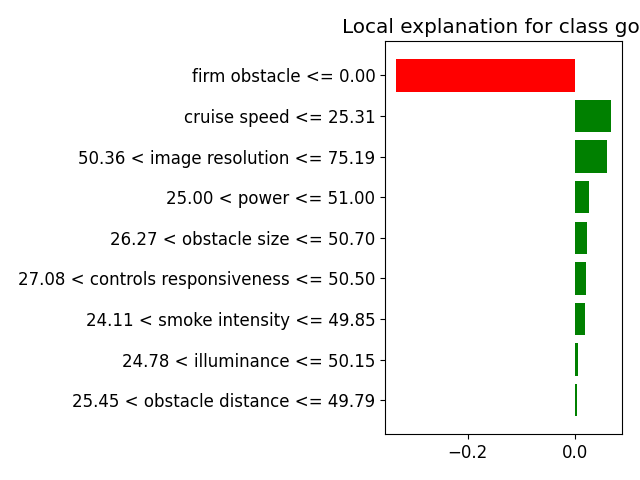 Local explanation for class go
firm obstacle <= 0.00
cruise speed <= 25.31
50.36 < image resolution <= 75.19
25.00 < power <= 51.00
26.27 < obstacle size <= 50.70
27.08 < controls responsiveness <= 50.50
24.11 < smoke intensity <= 49.85
24.78 < illuminance <= 50.15
25.45 < obstacle distance <= 49.79
−0.2 0.0